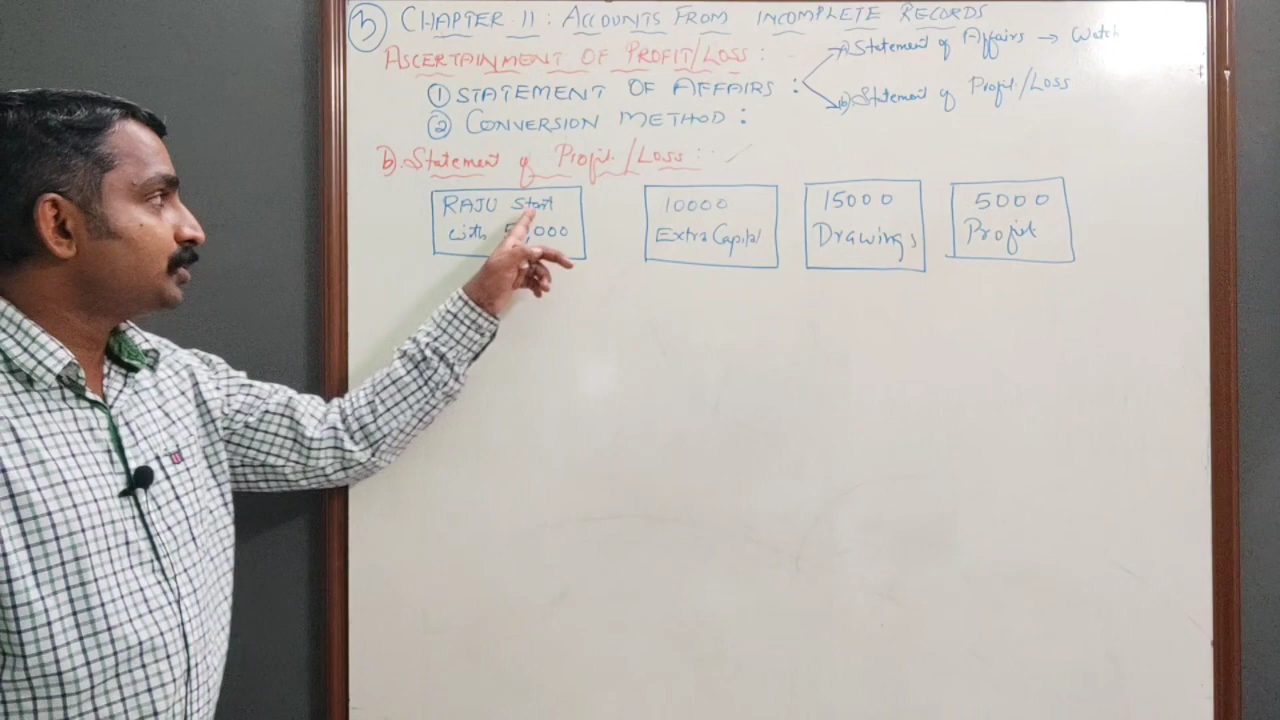 ③ CHAPTER 11: ACCOUNTS FROM INCOMPLETE RECORDS
ASCERTAINMENT OF PROFIT/LOSS:
a) Statement of Affairs → Watch
① STATEMENT OF AFFAIRS :
b) Statement of Profit/Loss
② CONVERSION METHOD:
b). Statement of Profit/Loss:
RAJU Start
with
10000
Extra Capital
15000
Drawings
5000
Profit